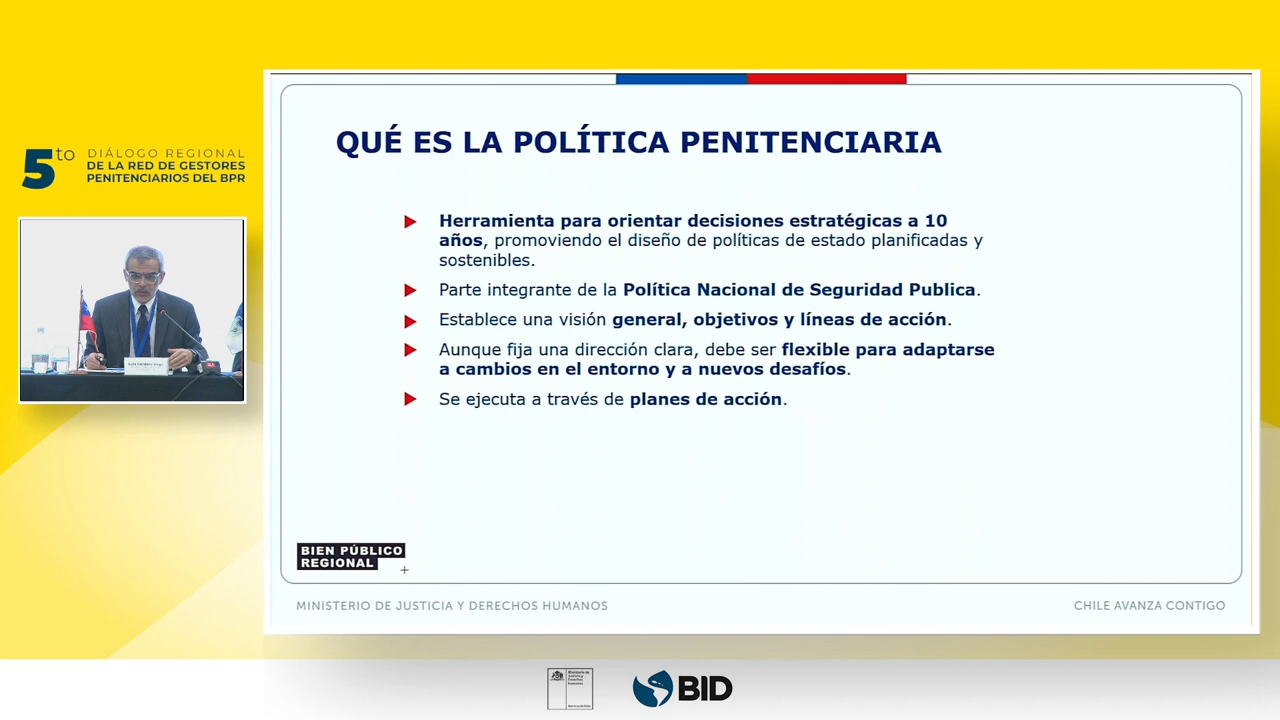 5to
DIÁLOGO REGIONAL
DE LA RED DE GESTORES
PENITENCIARIOS DEL BPR
QUÉ ES LA POLÍTICA PENITENCIARIA
Herramienta para orientar decisiones estratégicas a 10
años, promoviendo el diseño de políticas de estado planificadas y
sostenibles.
Parte integrante de la Política Nacional de Seguridad Publica.
Establece una visión general, objetivos y líneas de acción.
Aunque fija una dirección clara, debe ser flexible para adaptarse
a cambios en el entorno y a nuevos desafíos.
Se ejecuta a través de planes de acción.
BIEN PÚBLICO
REGIONAL
+
MINISTERIO DE JUSTICIA Y DERECHOS HUMANOS
CHILE AVANZA CONTIGO
BID